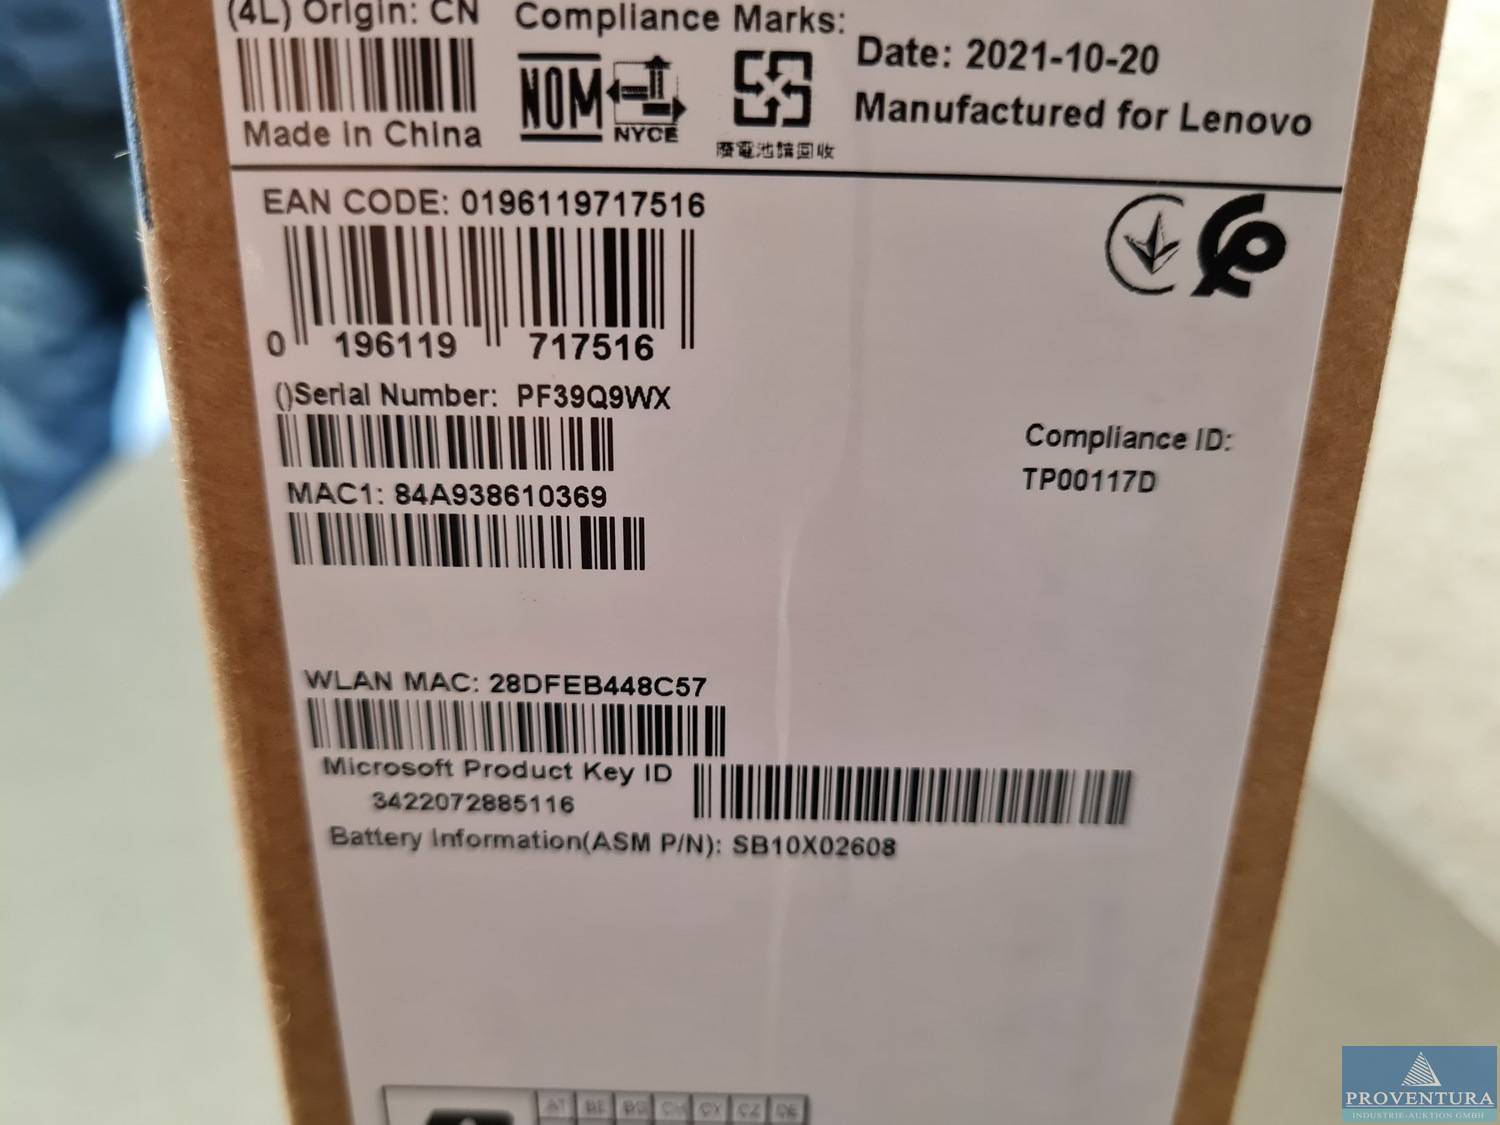 (4L) Origin: CN
Made in China
Compliance Marks:
NOM
NYCE
廢電池請回收
Date: 2021-10-20
Manufactured for Lenovo
EAN CODE: 0196119717516
0 196119 717516
()Serial Number: PF39Q9WX
MAC1: 84A938610369
Compliance ID:
TP00117D
WLAN MAC: 28DFEB448C57
Microsoft Product Key ID
3422072885116
Battery Information(ASM P/N): SB10X02608
AT BE BG CH CY CZ DE
PROVENTURA
INDUSTRIE-AUKTION GMBH